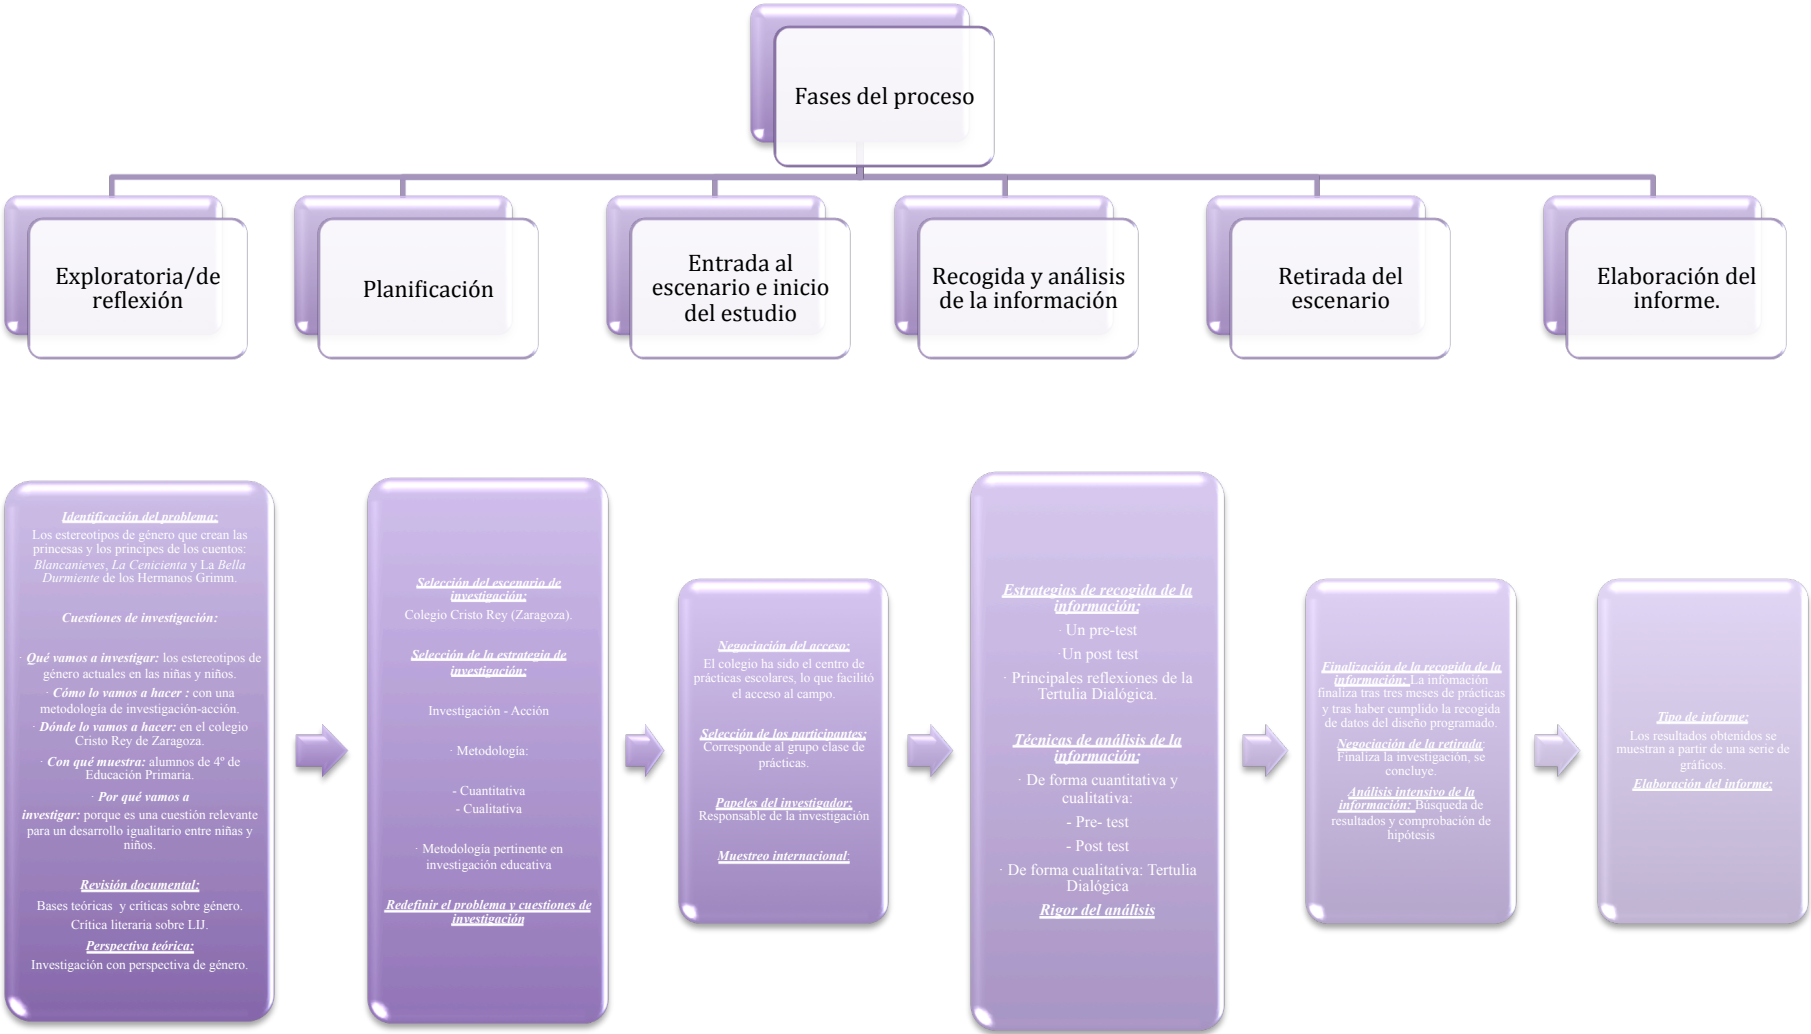 Fases del proceso
Exploratoria/de
reflexión
Planificación
Entrada al
escenario e inicio
del estudio
Recogida y análisis
de la información
Retirada del
escenario
Elaboración del
informe.
Identificación del problema:
Los estereotipos de género que crean las
princesas y los príncipes de los cuentos:
Blancanieves, La Cenicienta y La Bella
Durmiente de los Hermanos Grimm.
Cuestiones de investigación:
· Qué vamos a investigar: los estereotipos de
género actuales en las niñas y niños.
· Cómo lo vamos a hacer : con una
metodología de investigación-acción.
· Dónde lo vamos a hacer: en el colegio
Cristo Rey de Zaragoza.
· Con qué muestra: alumnos de 4º de
Educación Primaria.
· Por qué vamos a
investigar: porque es una cuestión relevante
para un desarrollo igualitario entre niñas y
niños.
Revisión documental:
Bases teóricas y críticas sobre género.
Crítica literaria sobre LIJ.
Perspectiva teórica:
Investigación con perspectiva de género.
Selección del escenario de
investigación:
Colegio Cristo Rey (Zaragoza).
Selección de la estrategia de
investigación:
Investigación - Acción
· Metodología:
- Cuantitativa
- Cualitativa
· Metodología pertinente en
investigación educativa
Redefinir el problema y cuestiones de
investigación
Negociación del acceso:
El colegio ha sido el centro de
prácticas escolares, lo que facilitó
el acceso al campo.
Selección de los participantes:
Corresponde al grupo clase de
prácticas.
Papeles del investigador:
Responsable de la investigación
Muestreo internacional:
Estrategias de recogida de la
información:
· Un pre-test
·Un post test
· Principales reflexiones de la
Tertulia Dialógica.
Técnicas de análisis de la
información:
· De forma cuantitativa y
cualitativa:
- Pre- test
- Post test
· De forma cualitativa: Tertulia
Dialógica
Rigor del análisis
Finalización de la recogida de la
información: La infomación
finaliza tras tres meses de prácticas
y tras haber cumplido la recogida
de datos del diseño programado.
Negociación de la retirada:
Finaliza la investigación, se
concluye.
Análisis intensivo de la
información: Búsqueda de
resultados y comprobación de
hipótesis
Tipo de informe:
Los resultados obtenidos se
muestran a partir de una serie de
gráficos.
Elaboración del informe: